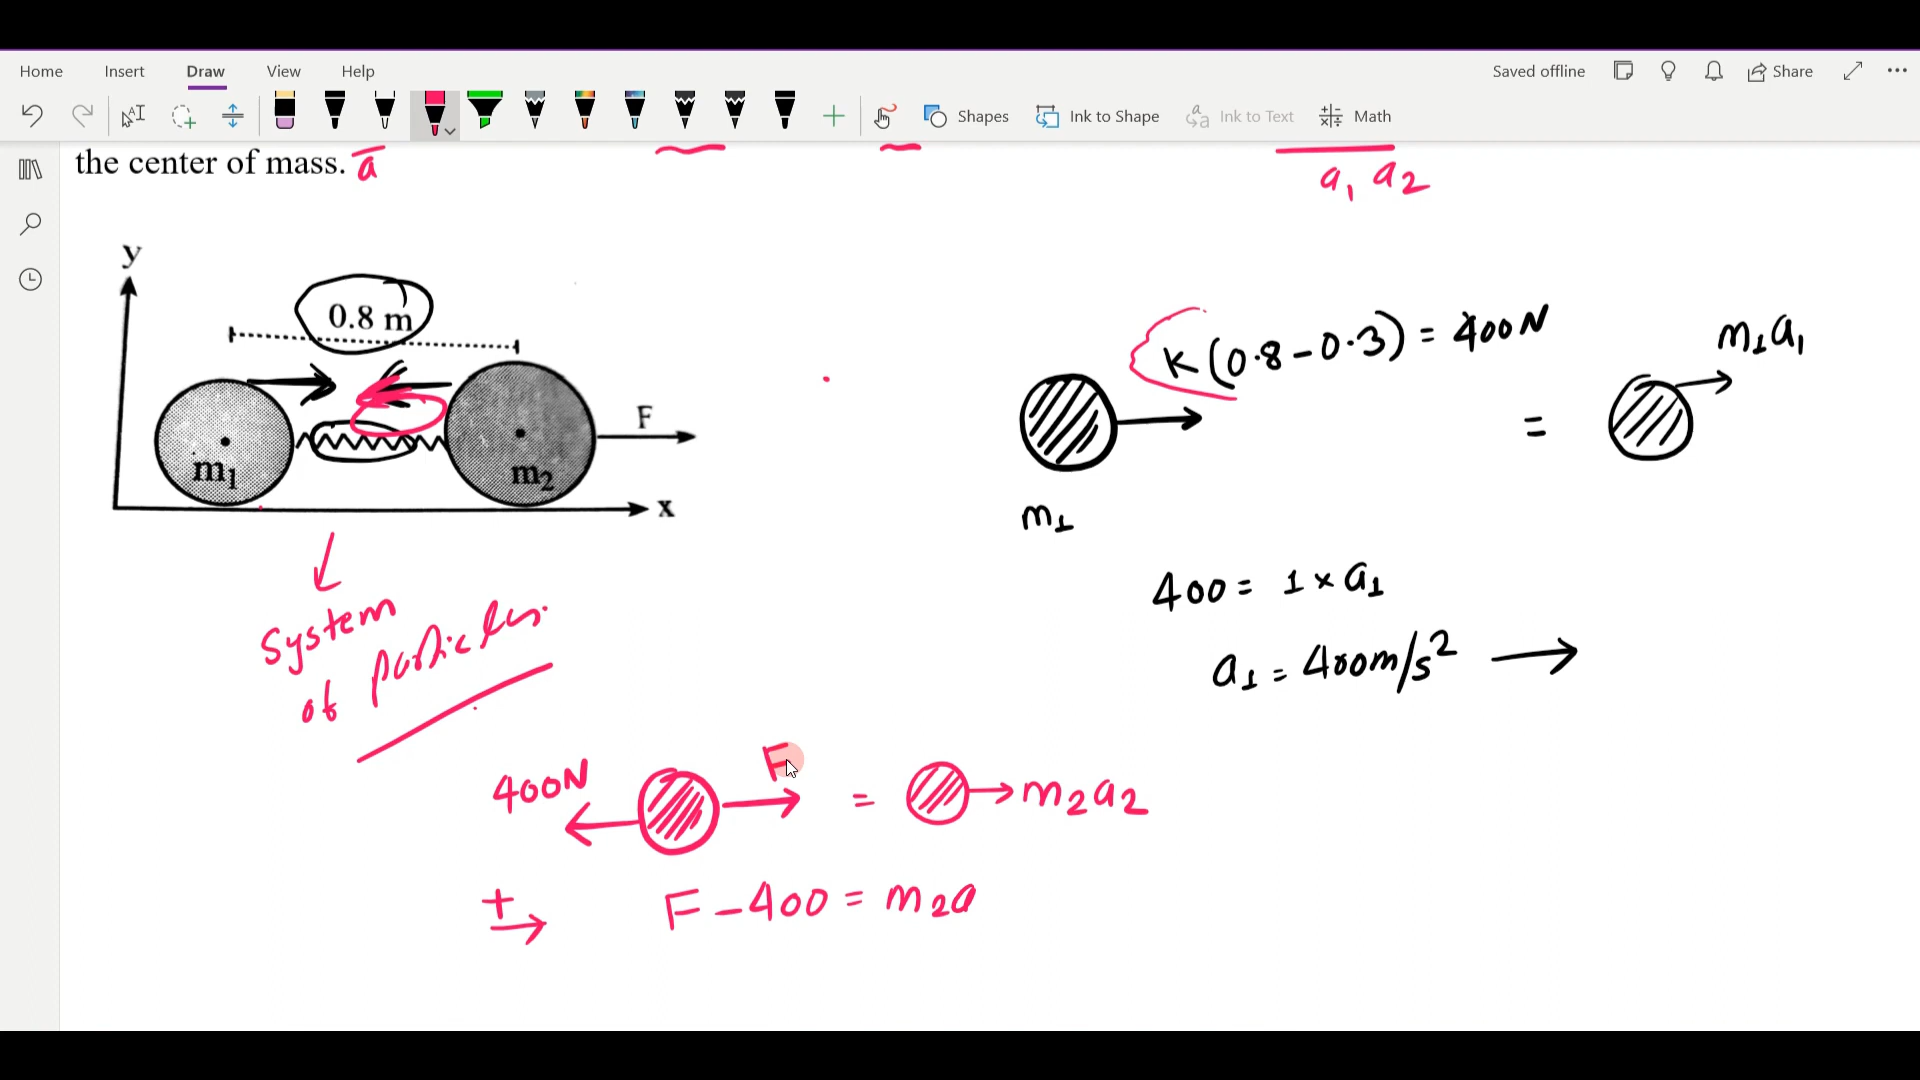 Home Insert Draw View Help Saved offline Share
Shapes Ink to Shape Ink to Text Math
the center of mass. a̅
a₁ a₂
y
0.8 m
F
m₁
m₂
x
K(0.8-0.3) = 400N
m₁a₁
=
m₁
400 = 1 × a₁
a₁ = 400m/s² →
System
of particles.
400N
F
= m₂a₂
+
→
F - 400 = m₂a